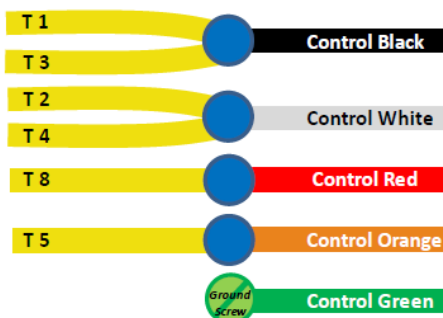 T 1
Control Black
T 3
T 2
Control White
T 4
T 8
Control Red
T 5
Control Orange
Ground
Screw
Control Green